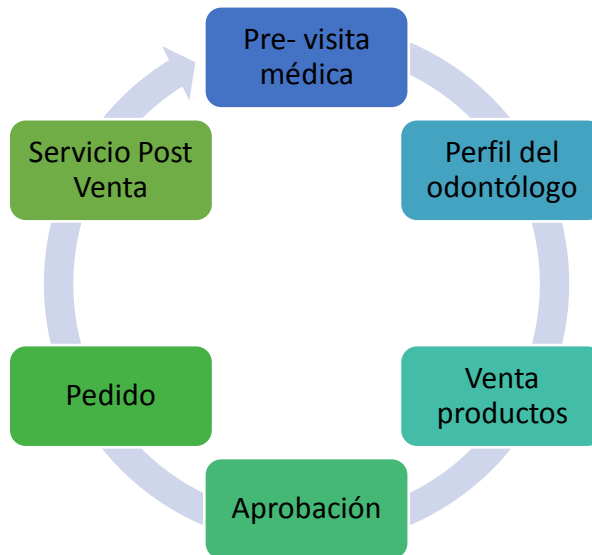 Pre- visita
médica
Perfil del
odontólogo
Venta
productos
Aprobación
Pedido
Servicio Post
Venta